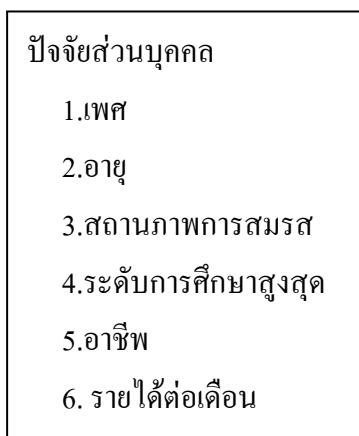 ปัจจัยส่วนบุคคล
1.เพศ
2.อายุ
3.สถานภาพการสมรส
4.ระดับการศึกษาสูงสุด
5.อาชีพ
6. รายได้ต่อเดือน